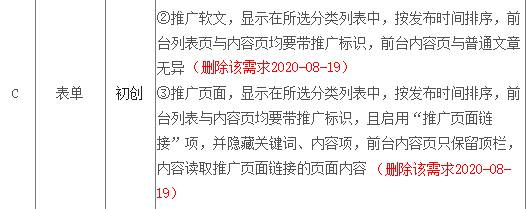 ②推广软文，显示在所选分类列表中，按发布时间排序，前
台列表页与内容页均要带推广标识，前台内容页与普通文章
无异（删除该需求2020-08-19）
C 表单 初创 ③推广页面，显示在所选分类列表中，按发布时间排序，前
台列表与内容页均要带推广标识，且启用“推广页面链
接”项，并隐藏关键词、内容项，前台内容页只保留顶栏，
内容读取推广页面链接的页面内容 （删除该需求2020-08-
19）